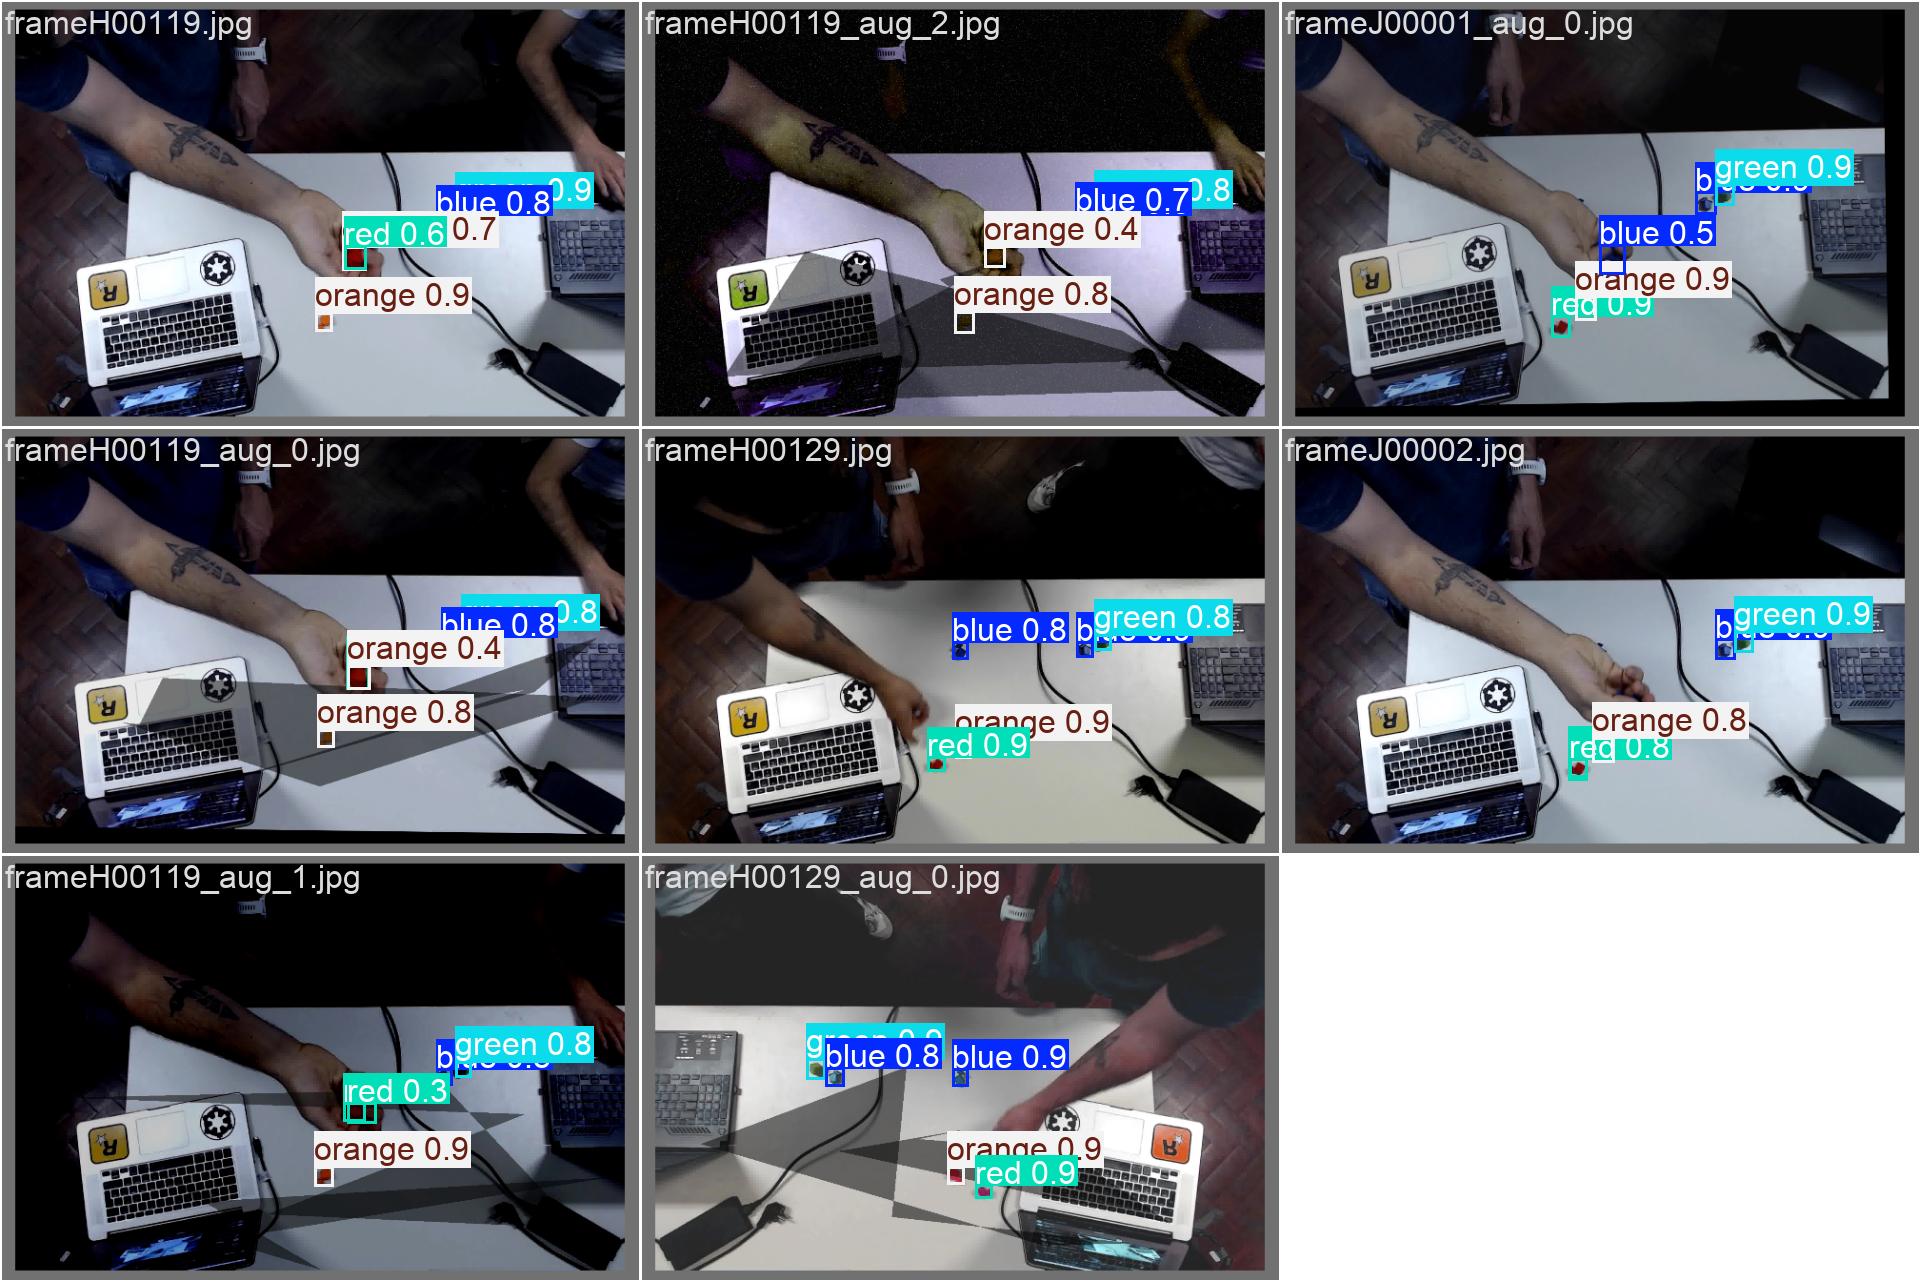 frameH00119.jpg
9
blue 0.8
red 0.6
0.7
orange 0.9
frameH00119_aug_2.jpg
0.8
blue 0.7
orange 0.4
orange 0.8
frameJ00001_aug_0.jpg
green 0.9
blue 0.5
orange 0.9
red 0.9
frameH00119_aug_0.jpg
0.8
blue 0.8
orange 0.4
orange 0.8
frameH00129.jpg
blue 0.8
green 0.8
orange 0.9
red 0.9
frameJ00002.jpg
green 0.9
orange 0.8
red 0.8
frameH00119_aug_1.jpg
green 0.8
red 0.3
orange 0.9
frameH00129_aug_0.jpg
blue 0.8
blue 0.9
orange 0.9
red 0.9